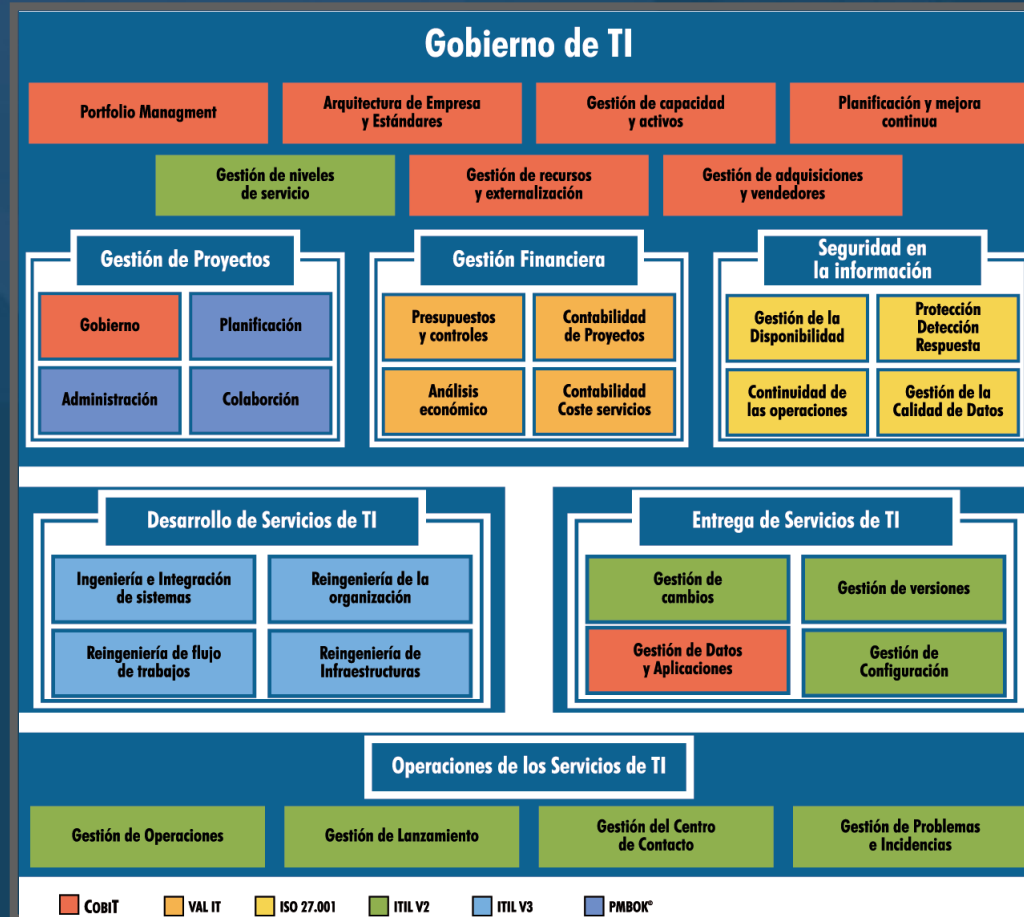 Gobierno de TI
Portfolio Managment
Arquitectura de Empresa
y Estándares
Gestión de capacidad
y activos
Planificación y mejora
continua
Gestión de niveles
de servicio
Gestión de recursos
y externalización
Gestión de adquisiciones
y vendedores
Gestión de Proyectos
Gobierno
Planificación
Administración
Colaborción
Gestión Financiera
Presupuestos
y controles
Contabilidad
de Proyectos
Análisis
económico
Contabilidad
Coste servicios
Seguridad en
la información
Gestión de la
Disponibilidad
Protección
Detección
Respuesta
Continuidad de
las operaciones
Gestión de la
Calidad de Datos
Desarrollo de Servicios de TI
Ingeniería e Integración
de sistemas
Reingeniería de la
organización
Reingeniería de flujo
de trabajos
Reingeniería de
Infraestructuras
Entrega de Servicios de TI
Gestión de
cambios
Gestión de versiones
Gestión de Datos
y Aplicaciones
Gestión de
Configuración
Operaciones de los Servicios de TI
Gestión de Operaciones
Gestión de Lanzamiento
Gestión del Centro
de Contacto
Gestión de Problemas
e Incidencias
COBIT
VAL IT
ISO 27.001
ITIL V2
ITIL V3
PMBOK®